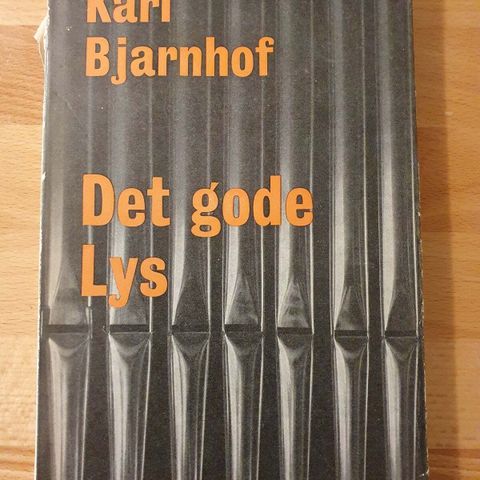 Karl
Bjarnhof
Det gode
Lys